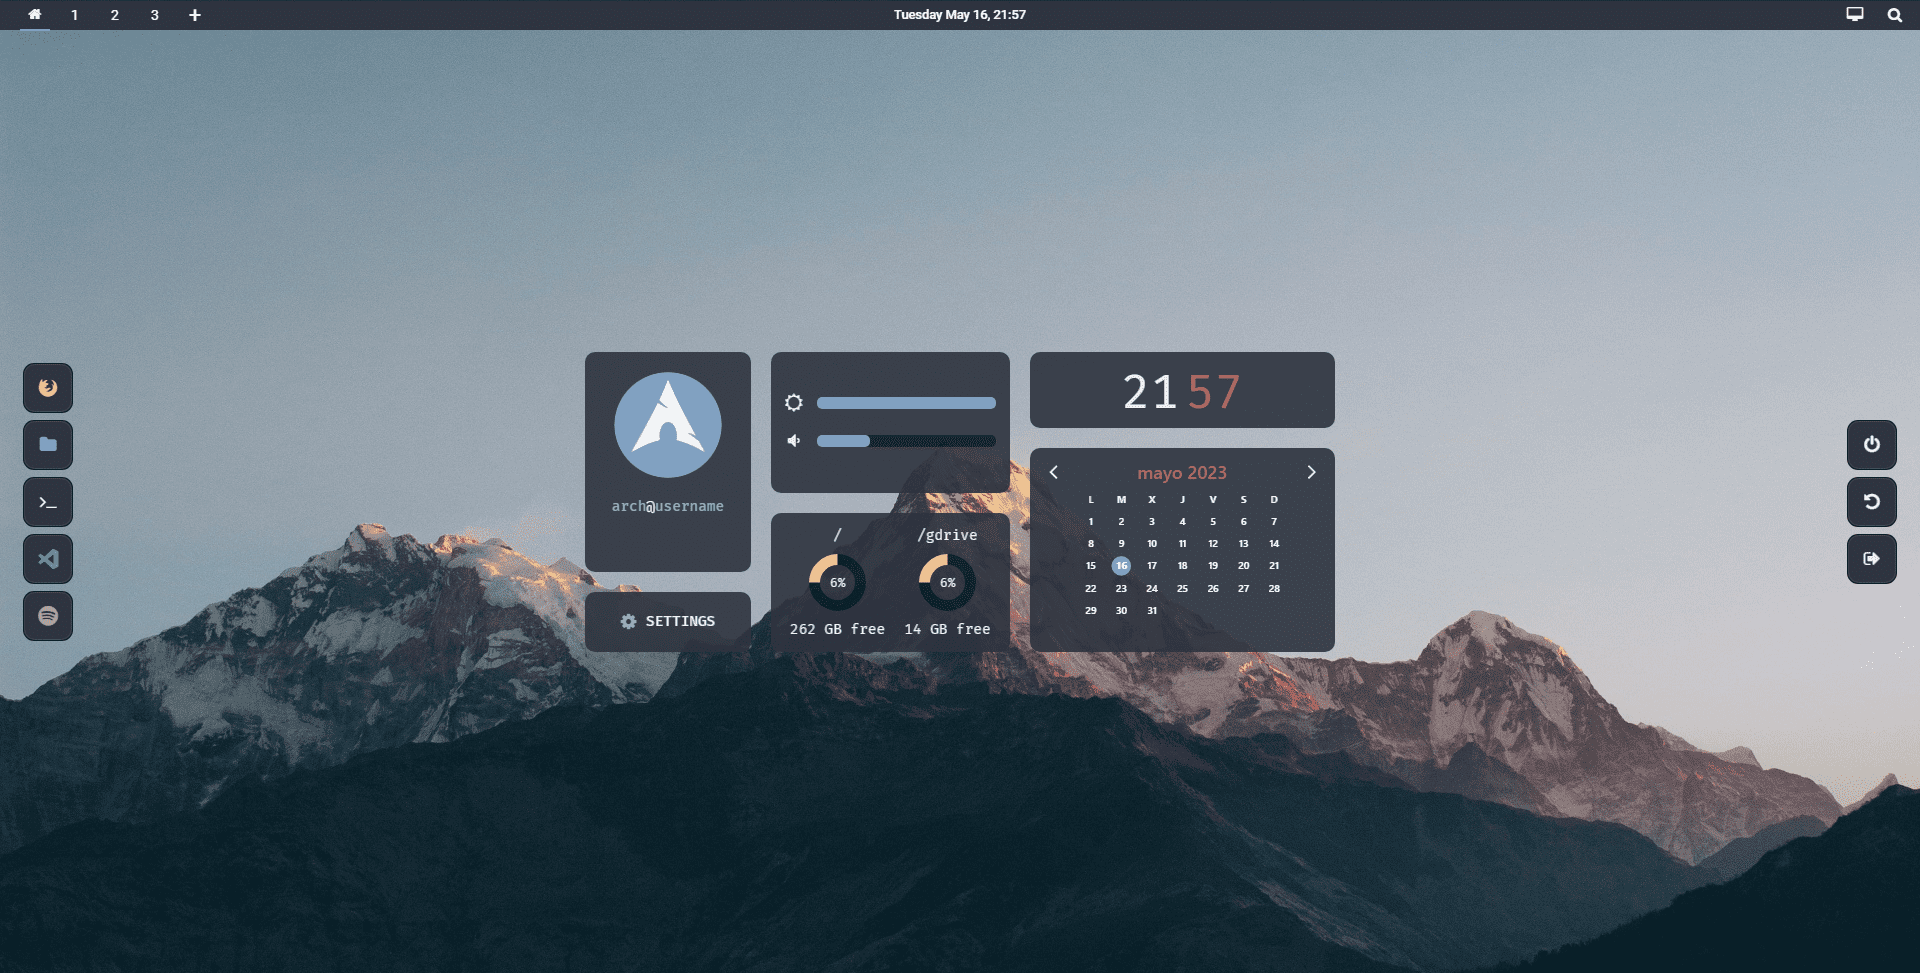 1 2 3 +
Tuesday May 16, 21:57
arch@username
SETTINGS
/ /gdrive
6% 6%
262 GB free 14 GB free
21 57
mayo 2023
L M X J V S D
1 2 3 4 5 6 7
8 9 10 11 12 13 14
15 16 17 18 19 20 21
22 23 24 25 26 27 28
29 30 31